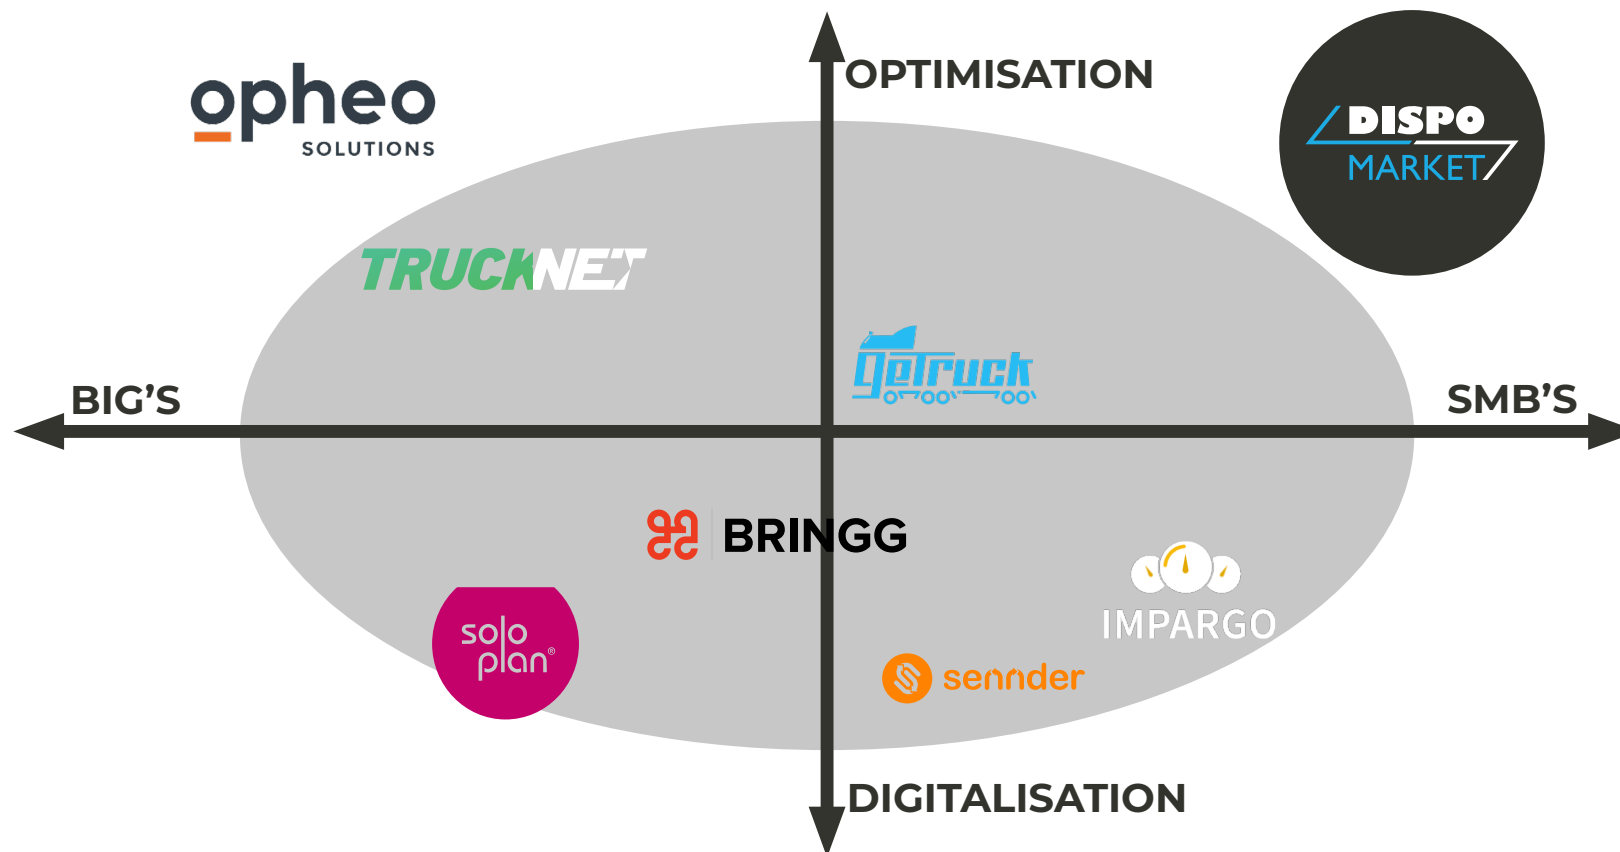 OPTIMISATION
opheo
SOLUTIONS
DISPO
MARKET
TRUCKNET
getruck
BIG'S
SMB'S
BRINGG
IMPARGO
solo
plan®
sennder
DIGITALISATION